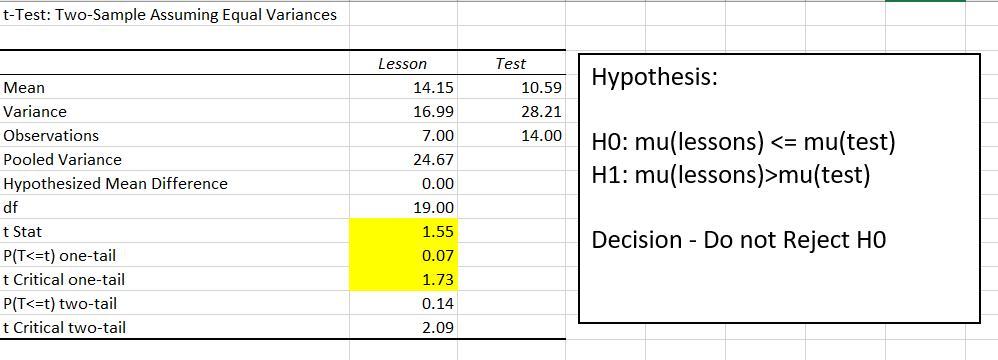 t-Test: Two-Sample Assuming Equal Variances
Lesson Test
Mean 14.15 10.59
Variance 16.99 28.21
Observations 7.00 14.00
Pooled Variance 24.67
Hypothesized Mean Difference 0.00
df 19.00
t Stat 1.55
P(T<=t) one-tail 0.07
t Critical one-tail 1.73
P(T<=t) two-tail 0.14
t Critical two-tail 2.09
Hypothesis:
H0: mu(lessons) <= mu(test)
H1: mu(lessons)>mu(test)
Decision - Do not Reject H0